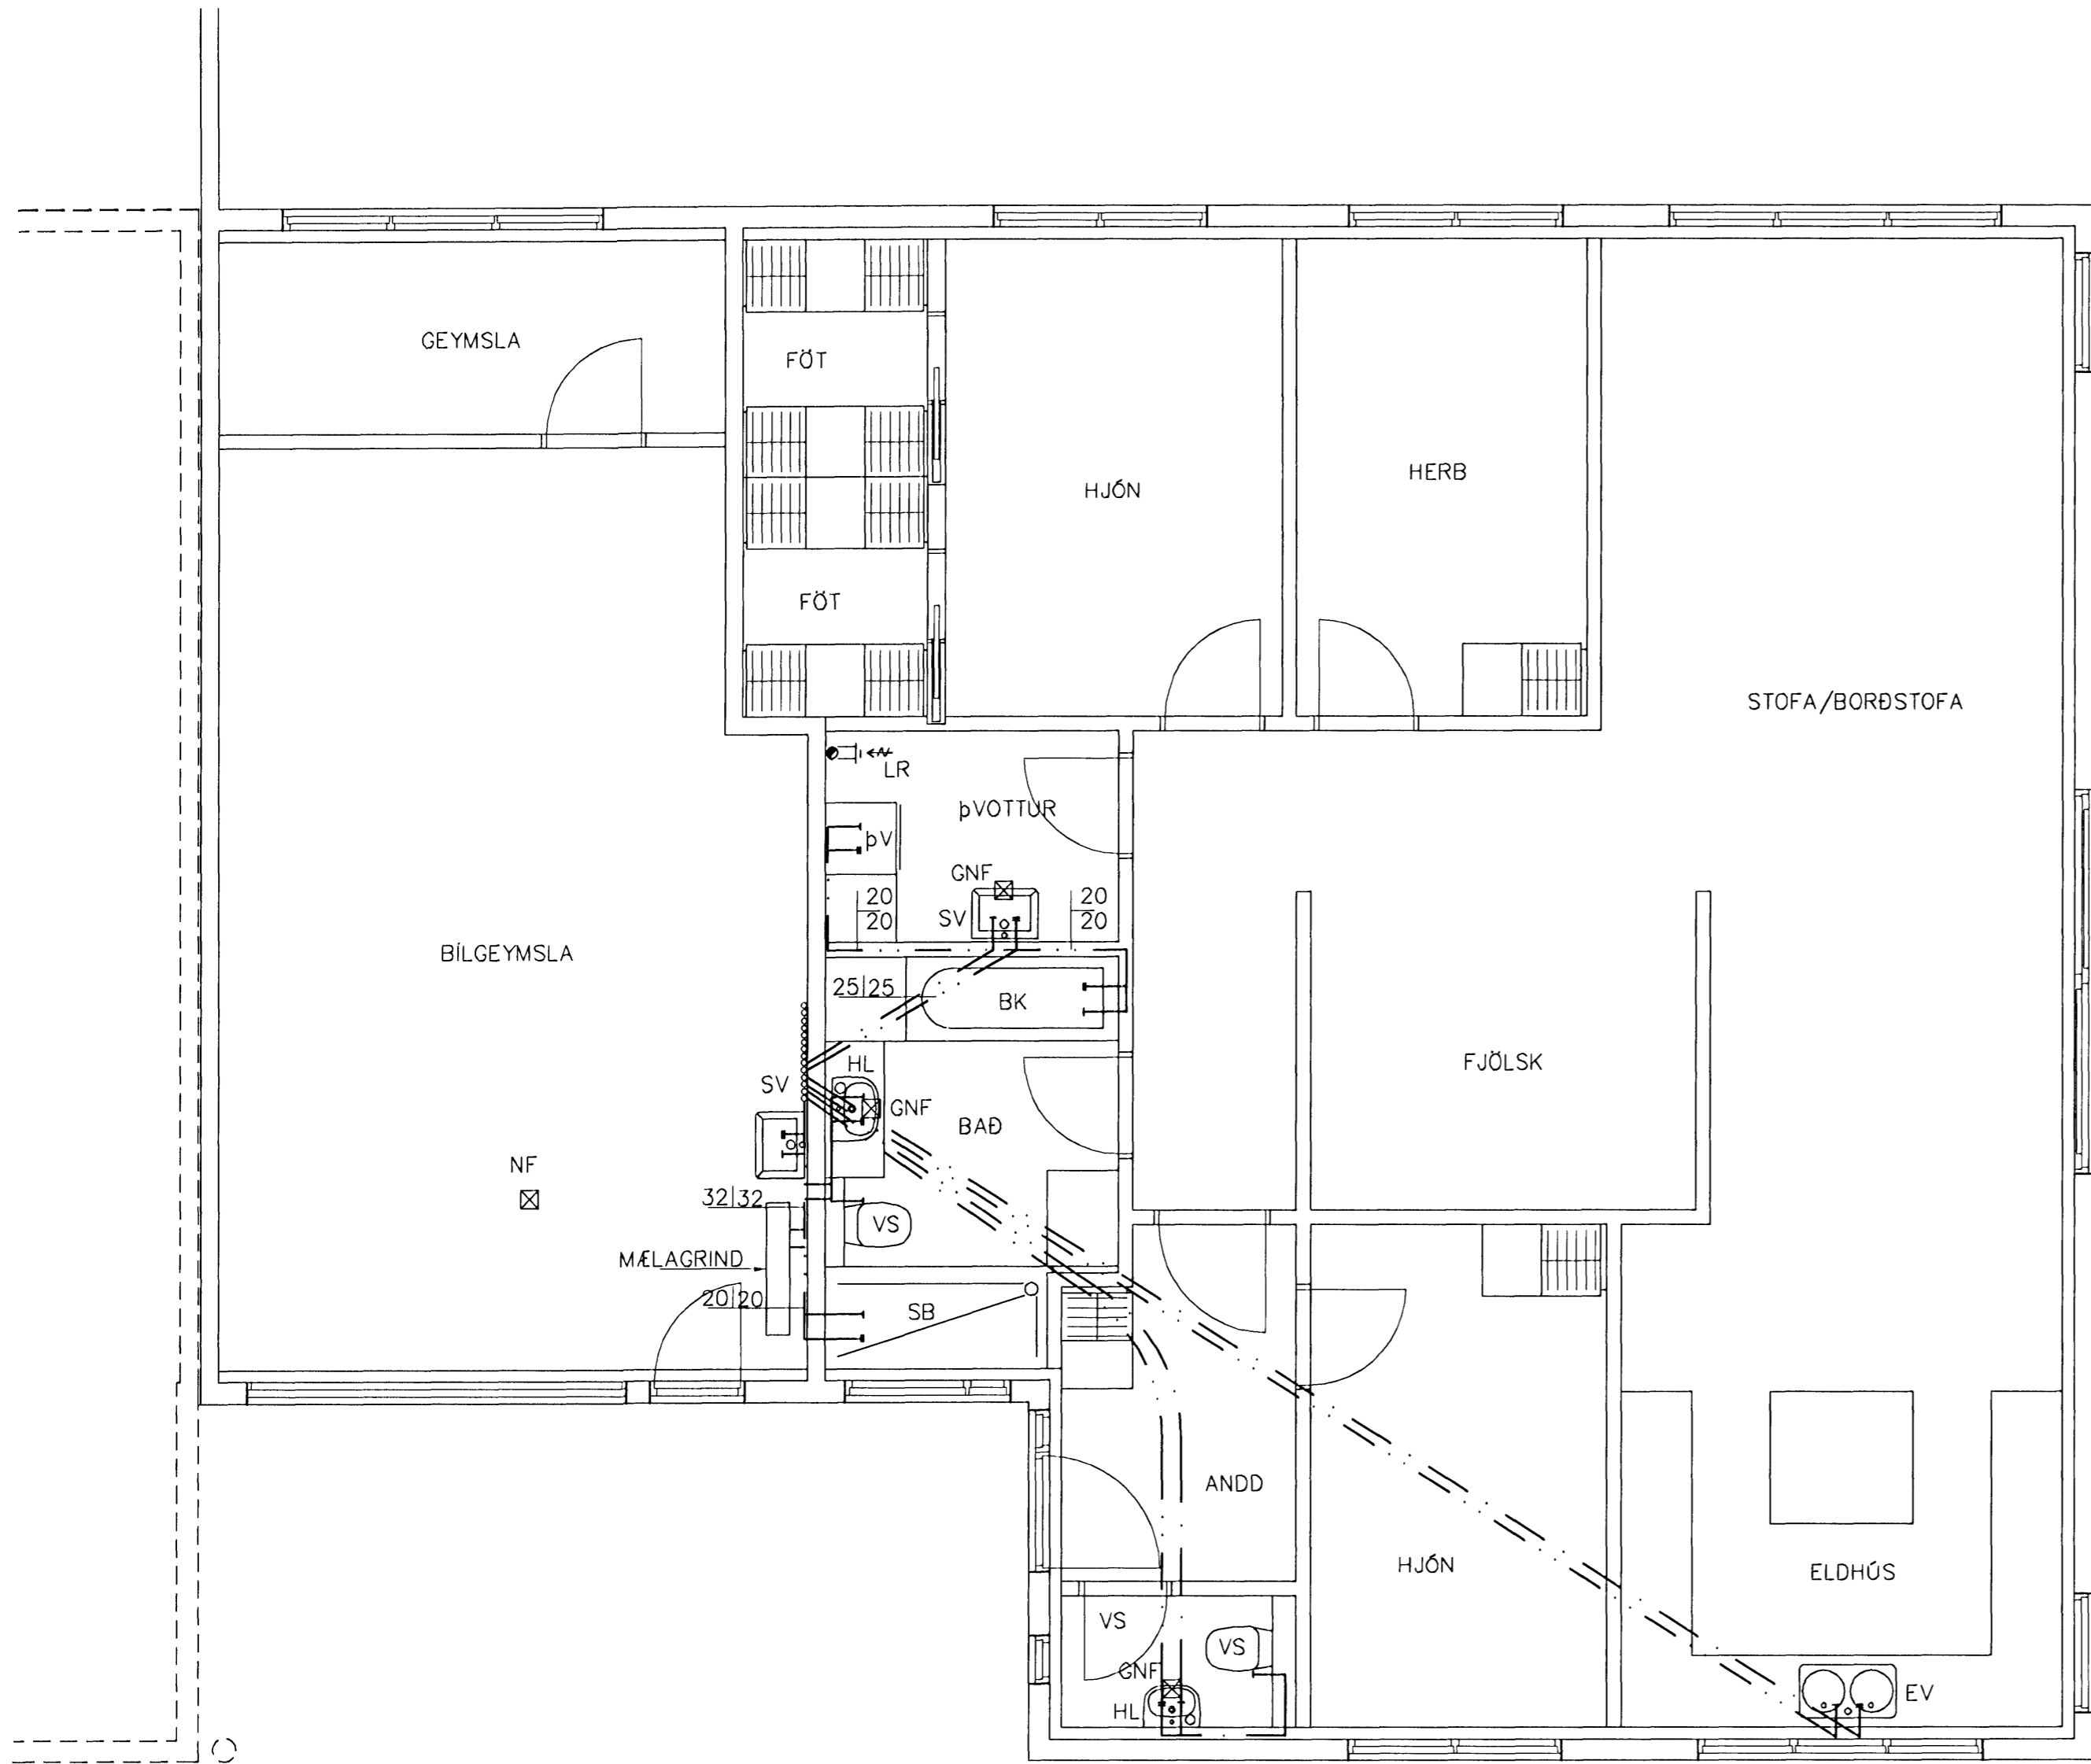 GEYMSLA
FÖT
HJÓN
HERB
FÖT
STOFA/BORÐSTOFA
LR
ÞVOTTUR
ÞV
GNF
20
20
SV
20
20
BÍLGEYMSLA
25|25
BK
HL
SV
GNF
BAÐ
FJÖLSK
NF
32|32
VS
MÆLAGRIND
20|20
SB
ANDD
HJÓN
ELDHÚS
VS
VS
GNF
HL
EV